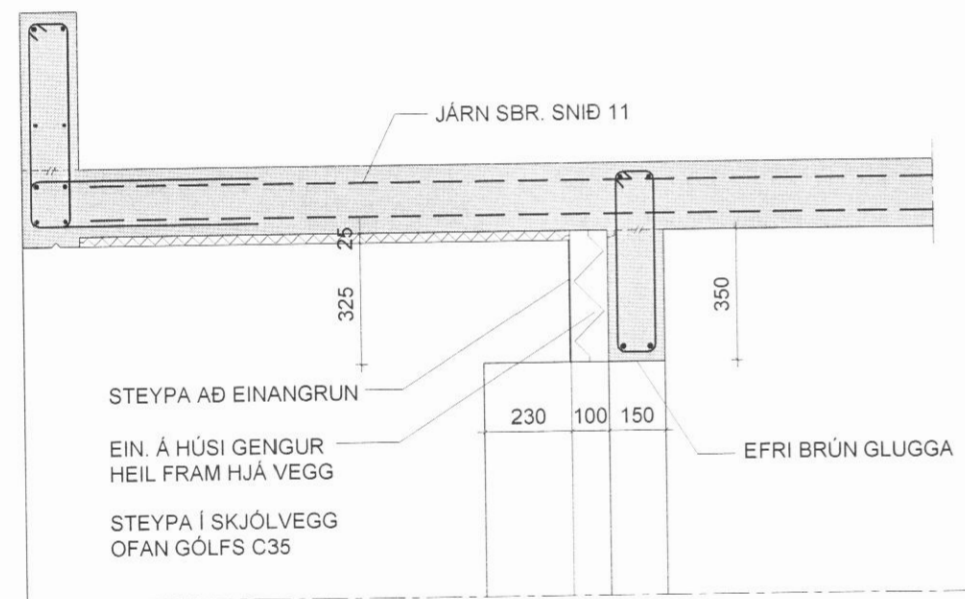 JÁRN SBR. SNIÐ 11
25
325
350
STEYPA AÐ EINANGRUN
230 100 150
EIN. Á HÚSI GENGUR
HEIL FRAM HJÁ VEGG
EFRI BRÚN GLUGGA
STEYPA Í SKJÓLVEGG
OFAN GÓLFS C35